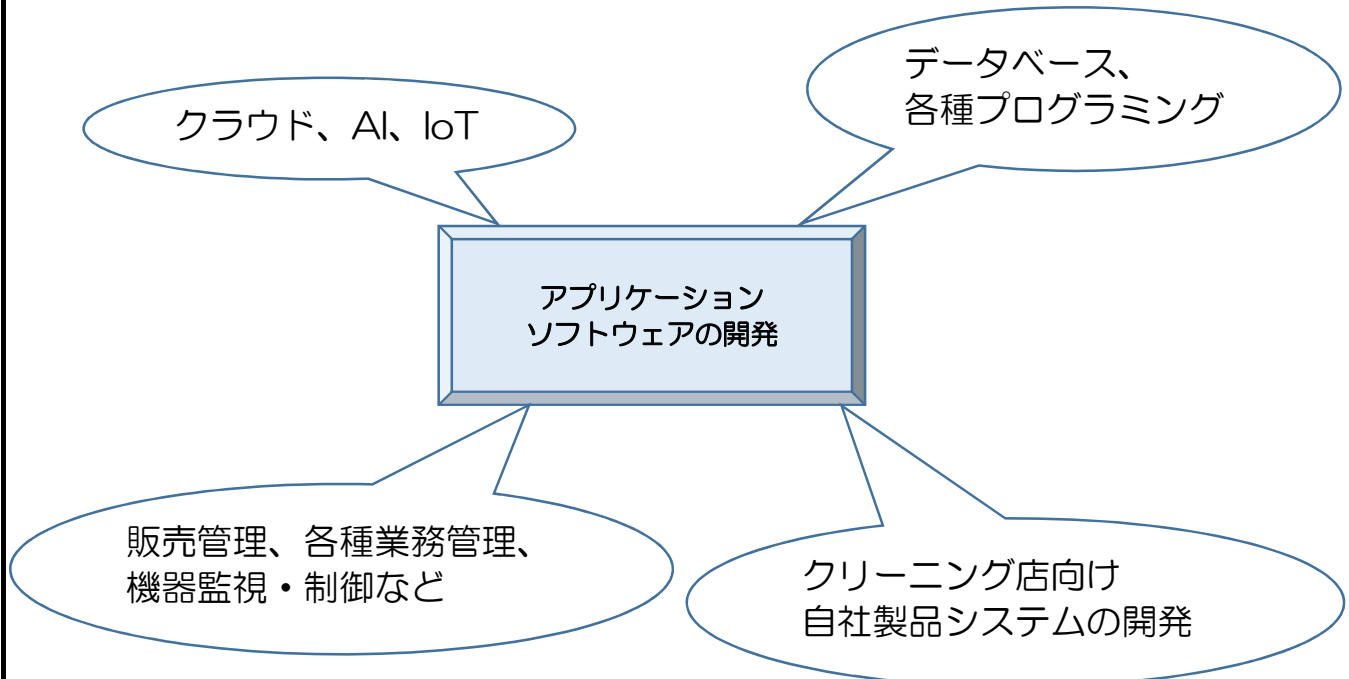 データベース、
各種プログラミング
クラウド、AI、IoT
アプリケーション
ソフトウェアの開発
販売管理、各種業務管理、
機器監視・制御など
クリーニング店向け
自社製品システムの開発